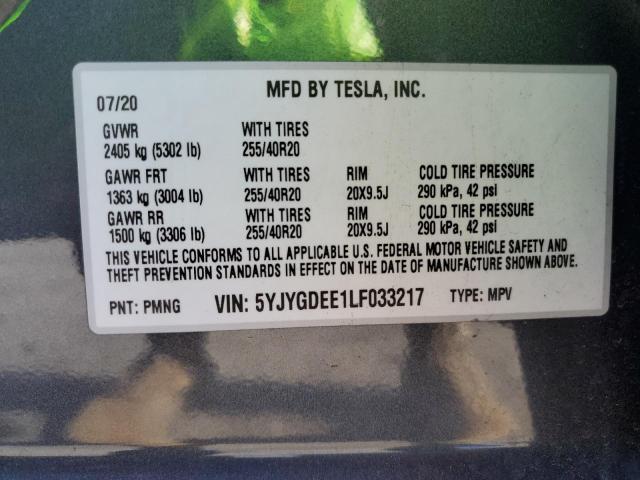 07/20 MFD BY TESLA, INC.
GVWR WITH TIRES
2405 kg (5302 lb) 255/40R20
GAWR FRT WITH TIRES RIM COLD TIRE PRESSURE
1363 kg (3004 lb) 255/40R20 20X9.5J 290 kPa, 42 psi
GAWR RR WITH TIRES RIM COLD TIRE PRESSURE
1500 kg (3306 lb) 255/40R20 20X9.5J 290 kPa, 42 psi
THIS VEHICLE CONFORMS TO ALL APPLICABLE U.S. FEDERAL MOTOR VEHICLE SAFETY AND
THEFT PREVENTION STANDARDS IN EFFECT ON THE DATE OF MANUFACTURE SHOWN ABOVE.
PNT: PMNG VIN: 5YJYGDEE1LF033217 TYPE: MPV